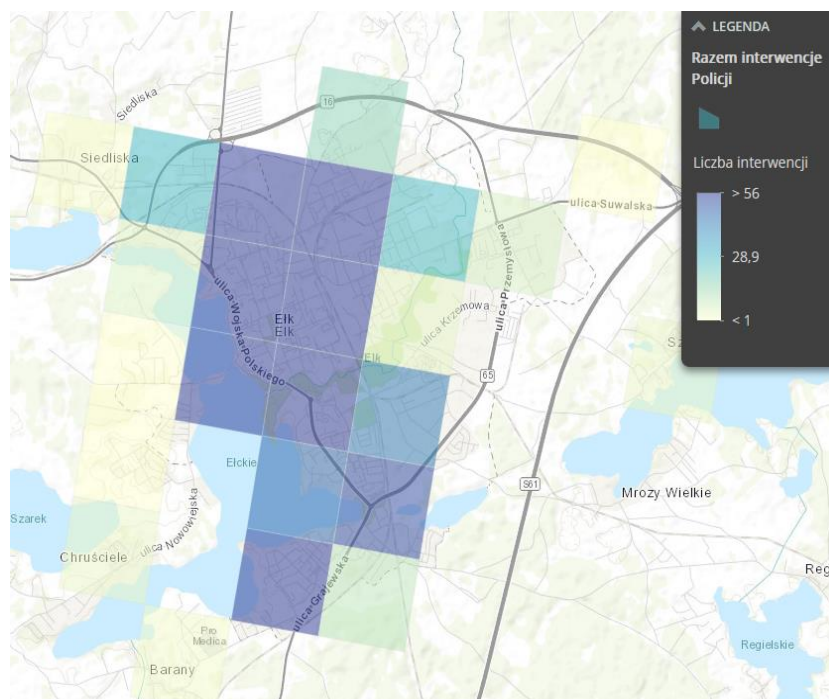 LEGENDA
Razem interwencje
Policji
Liczba interwencji
> 56
28,9
< 1
16
Siedliska
Siedliska
ulica Suwalska
ulica Przemysłowa
ulica Krzemowa
ulica Wojska Polskiego
Ełk
Ełk
Ełk
65
Ełckie
S61
Mrozy Wielkie
Szarek
Chruściele
ulica Nowowiejska
ulica Grajewska
Pro
Medica
Barany
Regielskie